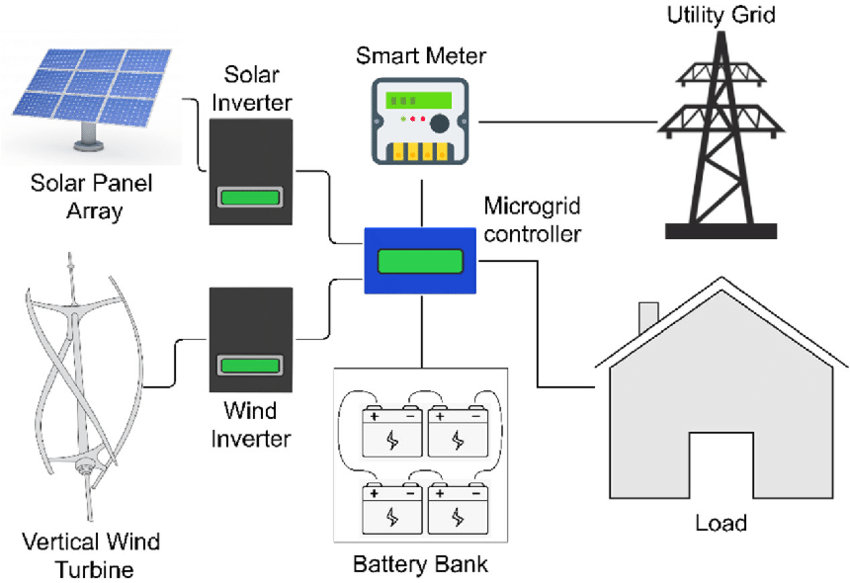 Utility Grid
Smart Meter
Solar
Inverter
Solar Panel
Array
Microgrid
controller
Wind
Inverter
+ - + -
+ - + -
Load
Vertical Wind
Turbine
Battery Bank